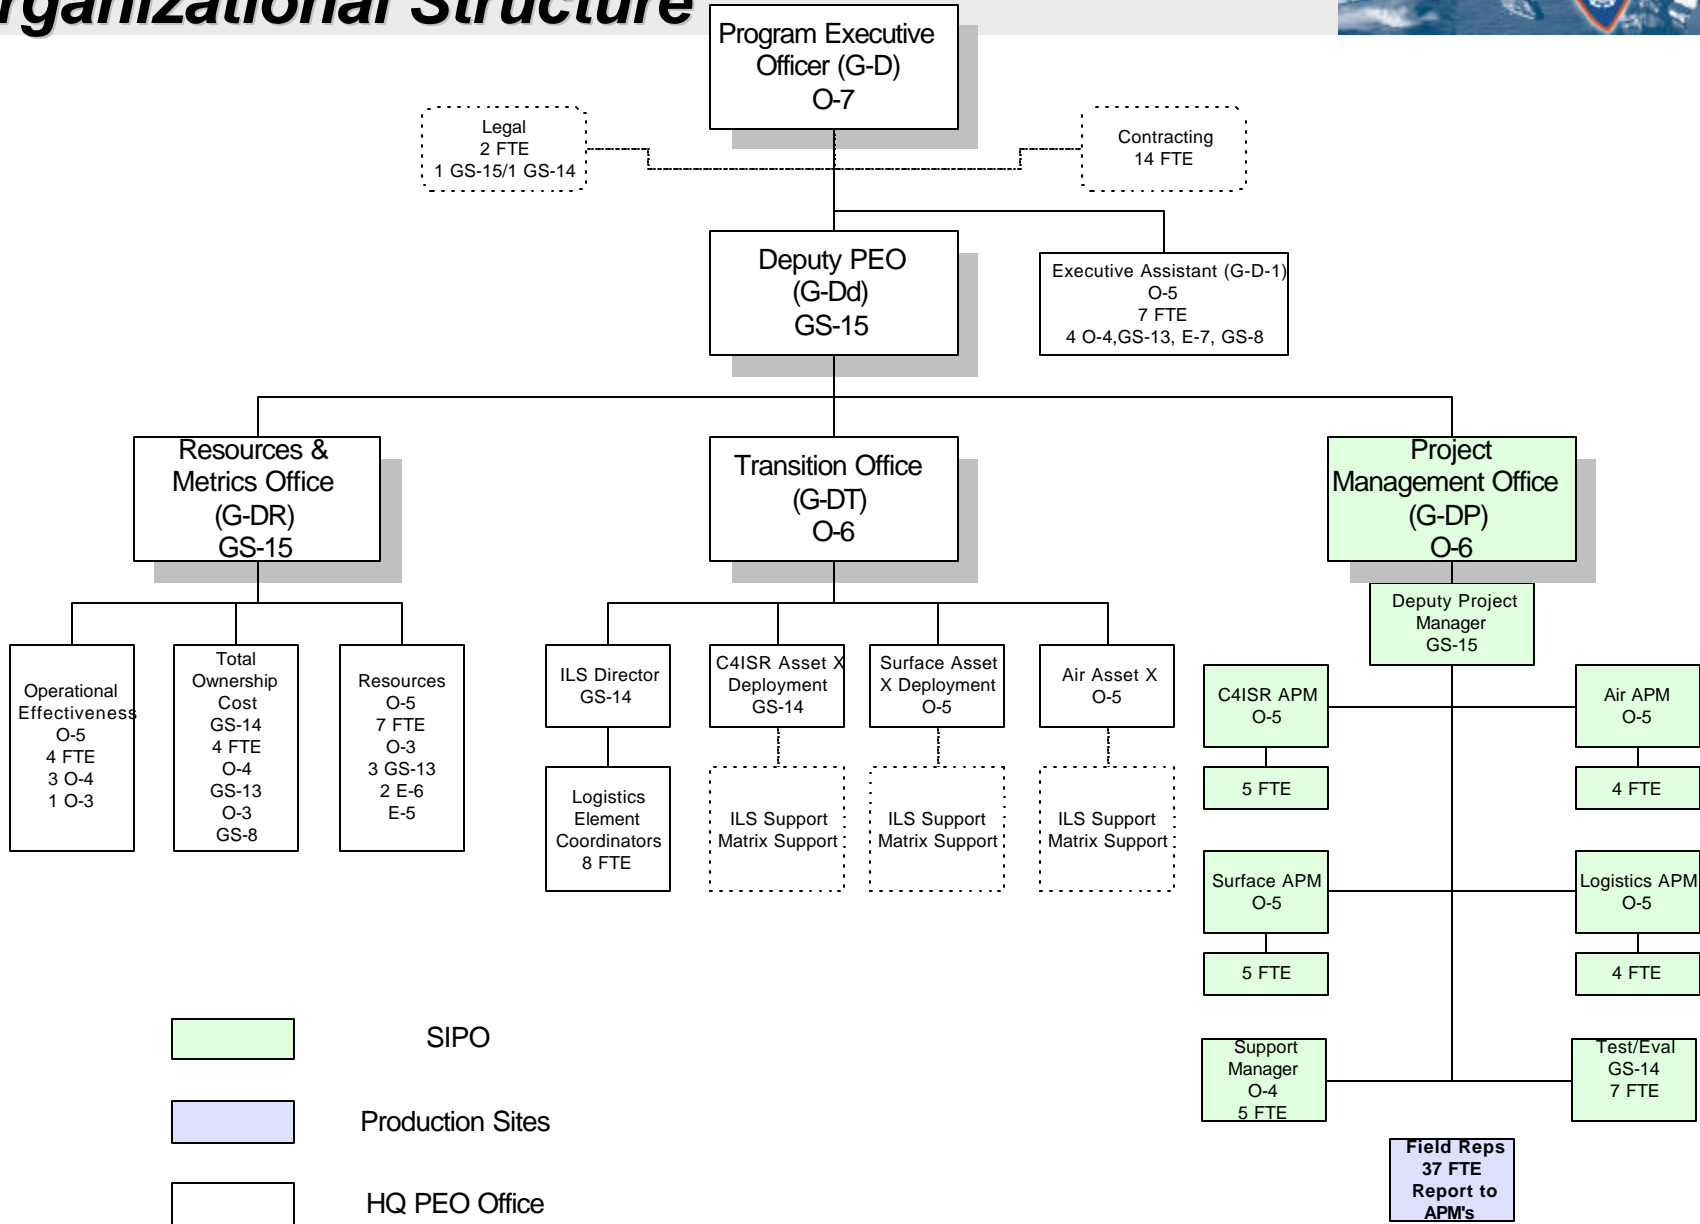 rganizational Structure
Program Executive
Officer (G-D)
O-7
Legal
2 FTE
1 GS-15/1 GS-14
Contracting
14 FTE
Deputy PEO
(G-Dd)
GS-15
Executive Assistant (G-D-1)
O-5
7 FTE
4 O-4,GS-13, E-7, GS-8
Resources &
Metrics Office
(G-DR)
GS-15
Transition Office
(G-DT)
O-6
Project
Management Office
(G-DP)
O-6
Deputy Project
Manager
GS-15
Operational
Effectiveness
O-5
4 FTE
3 O-4
1 O-3
Total
Ownership
Cost
GS-14
4 FTE
O-4
GS-13
O-3
GS-8
Resources
O-5
7 FTE
O-3
3 GS-13
2 E-6
E-5
ILS Director
GS-14
C4ISR Asset X
Deployment
GS-14
Surface Asset
X Deployment
O-5
Air Asset X
O-5
Logistics
Element
Coordinators
8 FTE
ILS Support
Matrix Support
ILS Support
Matrix Support
ILS Support
Matrix Support
C4ISR APM
O-5
5 FTE
Air APM
O-5
4 FTE
Surface APM
O-5
5 FTE
Logistics APM
O-5
4 FTE
Support
Manager
O-4
5 FTE
Test/Eval
GS-14
7 FTE
Field Reps
37 FTE
Report to
APM's
SIPO
Production Sites
HQ PEO Office